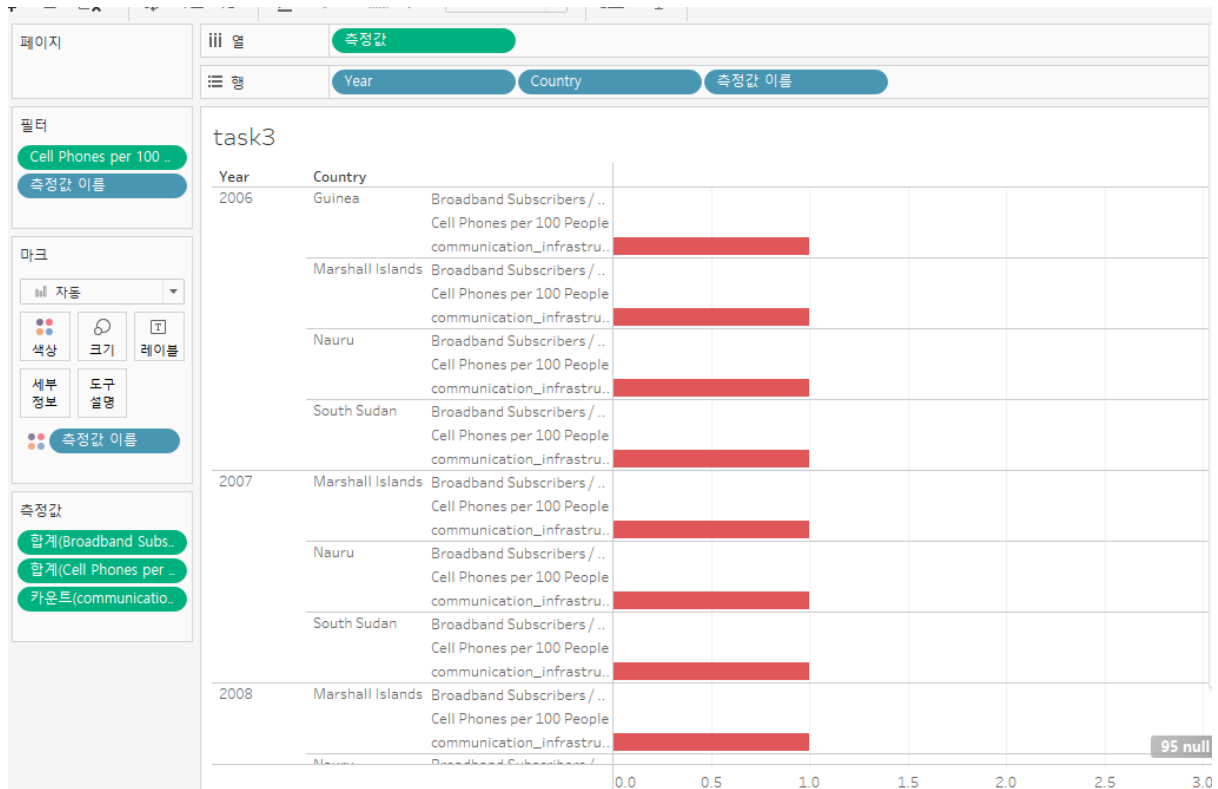 페이지
iii 열
측정값
행
Year
Country
측정값 이름
필터
Cell Phones per 100 ..
측정값 이름
마크
자동
색상
크기
레이블
세부 정보
도구 설명
측정값 이름
측정값
합계(Broadband Subs..
합계(Cell Phones per ..
카운트(communicatio..
task3
Year Country
2006 Guinea Broadband Subscribers / ..
Cell Phones per 100 People
communication_infrastru..
Marshall Islands Broadband Subscribers / ..
Cell Phones per 100 People
communication_infrastru..
Nauru Broadband Subscribers / ..
Cell Phones per 100 People
communication_infrastru..
South Sudan Broadband Subscribers / ..
Cell Phones per 100 People
communication_infrastru..
2007 Marshall Islands Broadband Subscribers / ..
Cell Phones per 100 People
communication_infrastru..
Nauru Broadband Subscribers / ..
Cell Phones per 100 People
communication_infrastru..
South Sudan Broadband Subscribers / ..
Cell Phones per 100 People
communication_infrastru..
2008 Marshall Islands Broadband Subscribers / ..
Cell Phones per 100 People
communication_infrastru..
Nauru Broadband Subscribers /
95 null
0.0 0.5 1.0 1.5 2.0 2.5 3.0